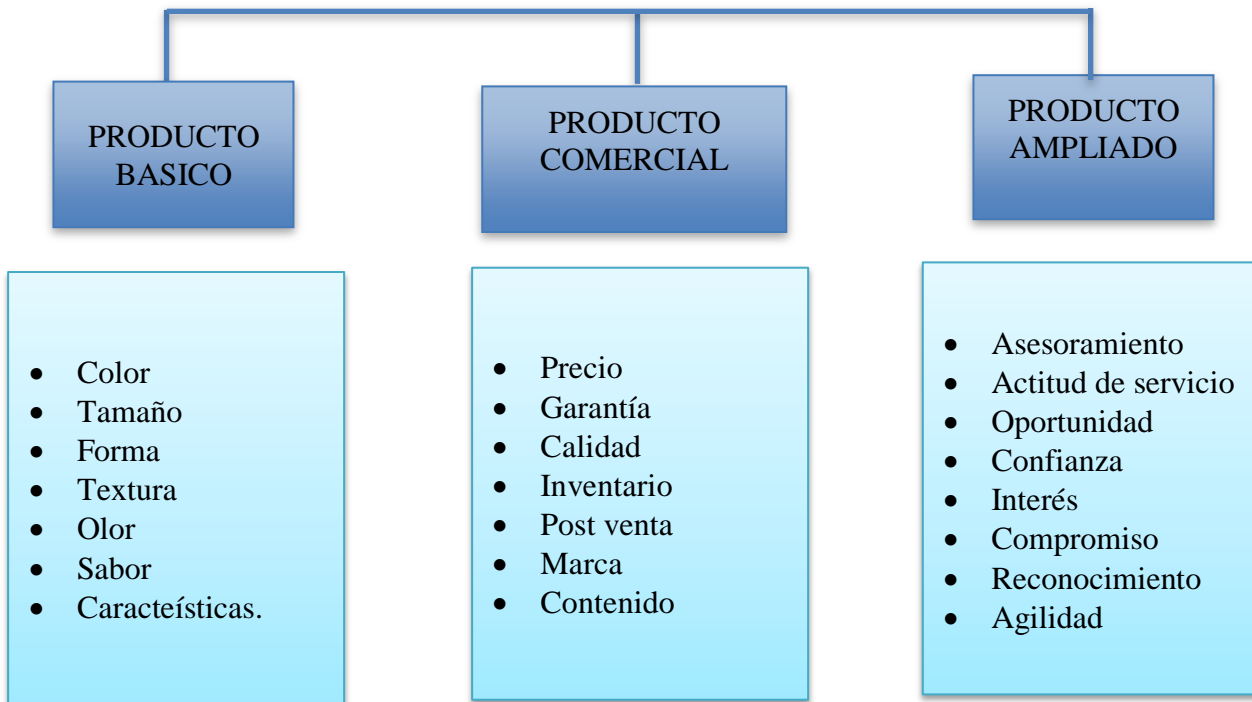 PRODUCTO
BASICO
PRODUCTO
COMERCIAL
PRODUCTO
AMPLIADO
• Color
• Tamaño
• Forma
• Textura
• Olor
• Sabor
• Caracteísticas.
• Precio
• Garantía
• Calidad
• Inventario
• Post venta
• Marca
• Contenido
• Asesoramiento
• Actitud de servicio
• Oportunidad
• Confianza
• Interés
• Compromiso
• Reconocimiento
• Agilidad